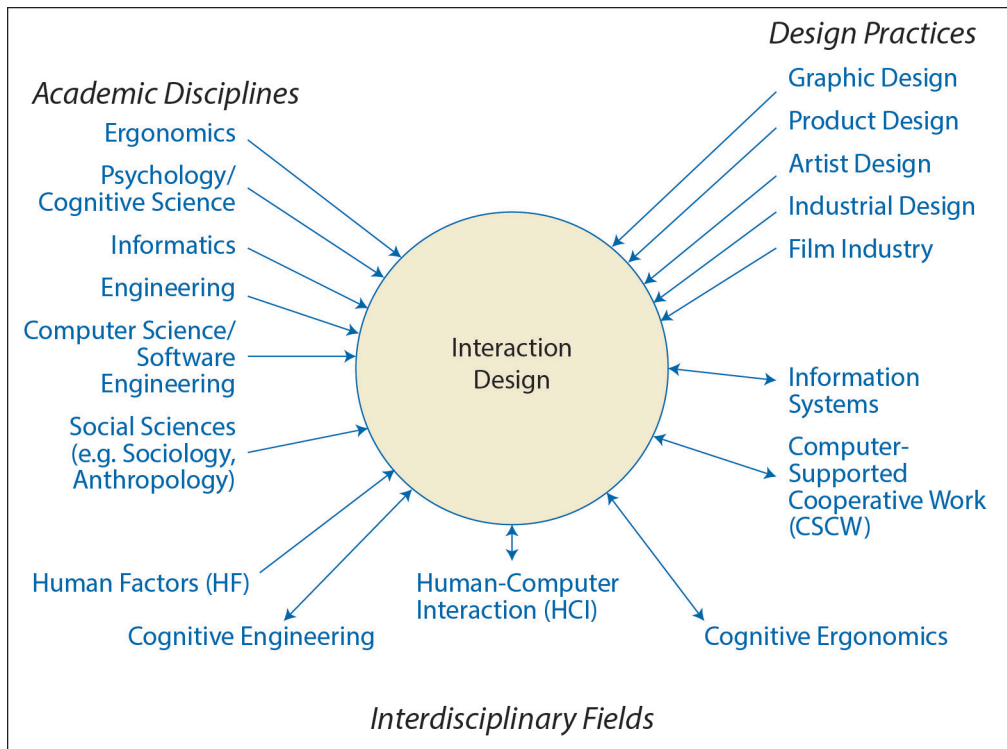 Academic Disciplines
Ergonomics
Psychology/
Cognitive Science
Informatics
Engineering
Computer Science/
Software
Engineering
Social Sciences
(e.g. Sociology,
Anthropology)
Design Practices
Graphic Design
Product Design
Artist Design
Industrial Design
Film Industry
Interaction
Design
Information
Systems
Computer-
Supported
Cooperative Work
(CSCW)
Human Factors (HF)
Cognitive Engineering
Human-Computer
Interaction (HCI)
Cognitive Ergonomics
Interdisciplinary Fields